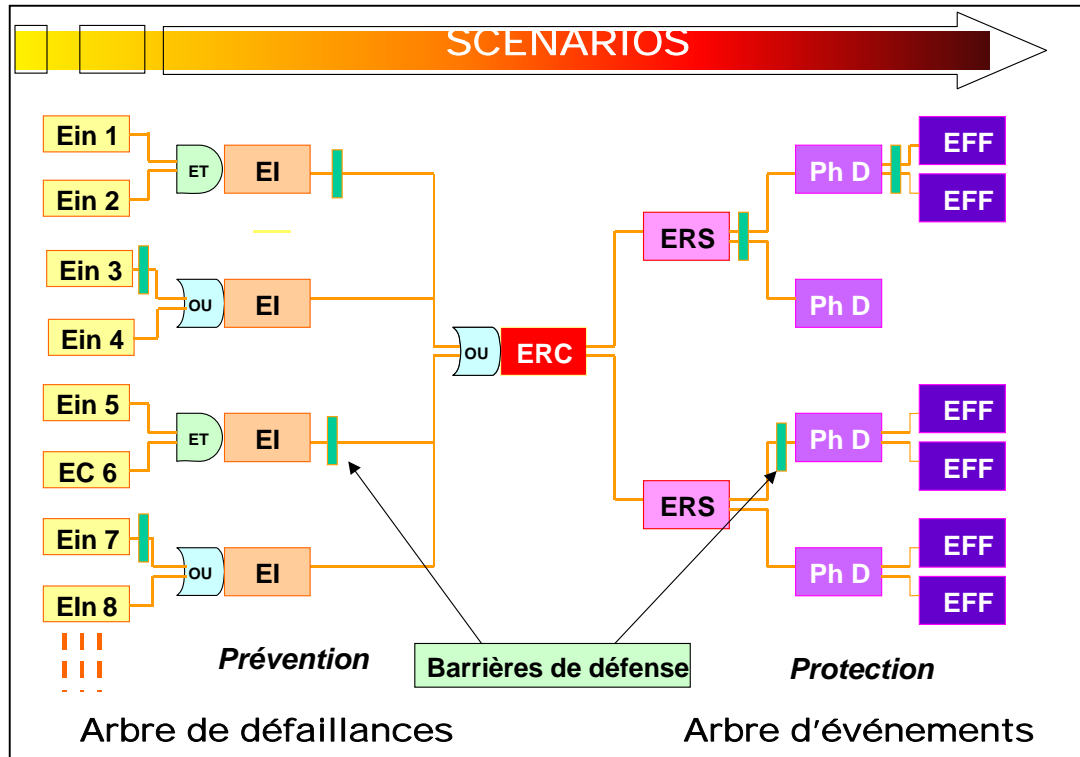 SCENARIOS
Ein 1
Ein 2
ET
EI
Ein 3
Ein 4
OU
EI
Ein 5
EC 6
ET
EI
Ein 7
EIn 8
OU
EI
OU
ERC
ERS
ERS
Ph D
Ph D
Ph D
Ph D
EFF
EFF
EFF
EFF
EFF
EFF
Prévention
Barrières de défense
Protection
Arbre de défaillances
Arbre d'événements